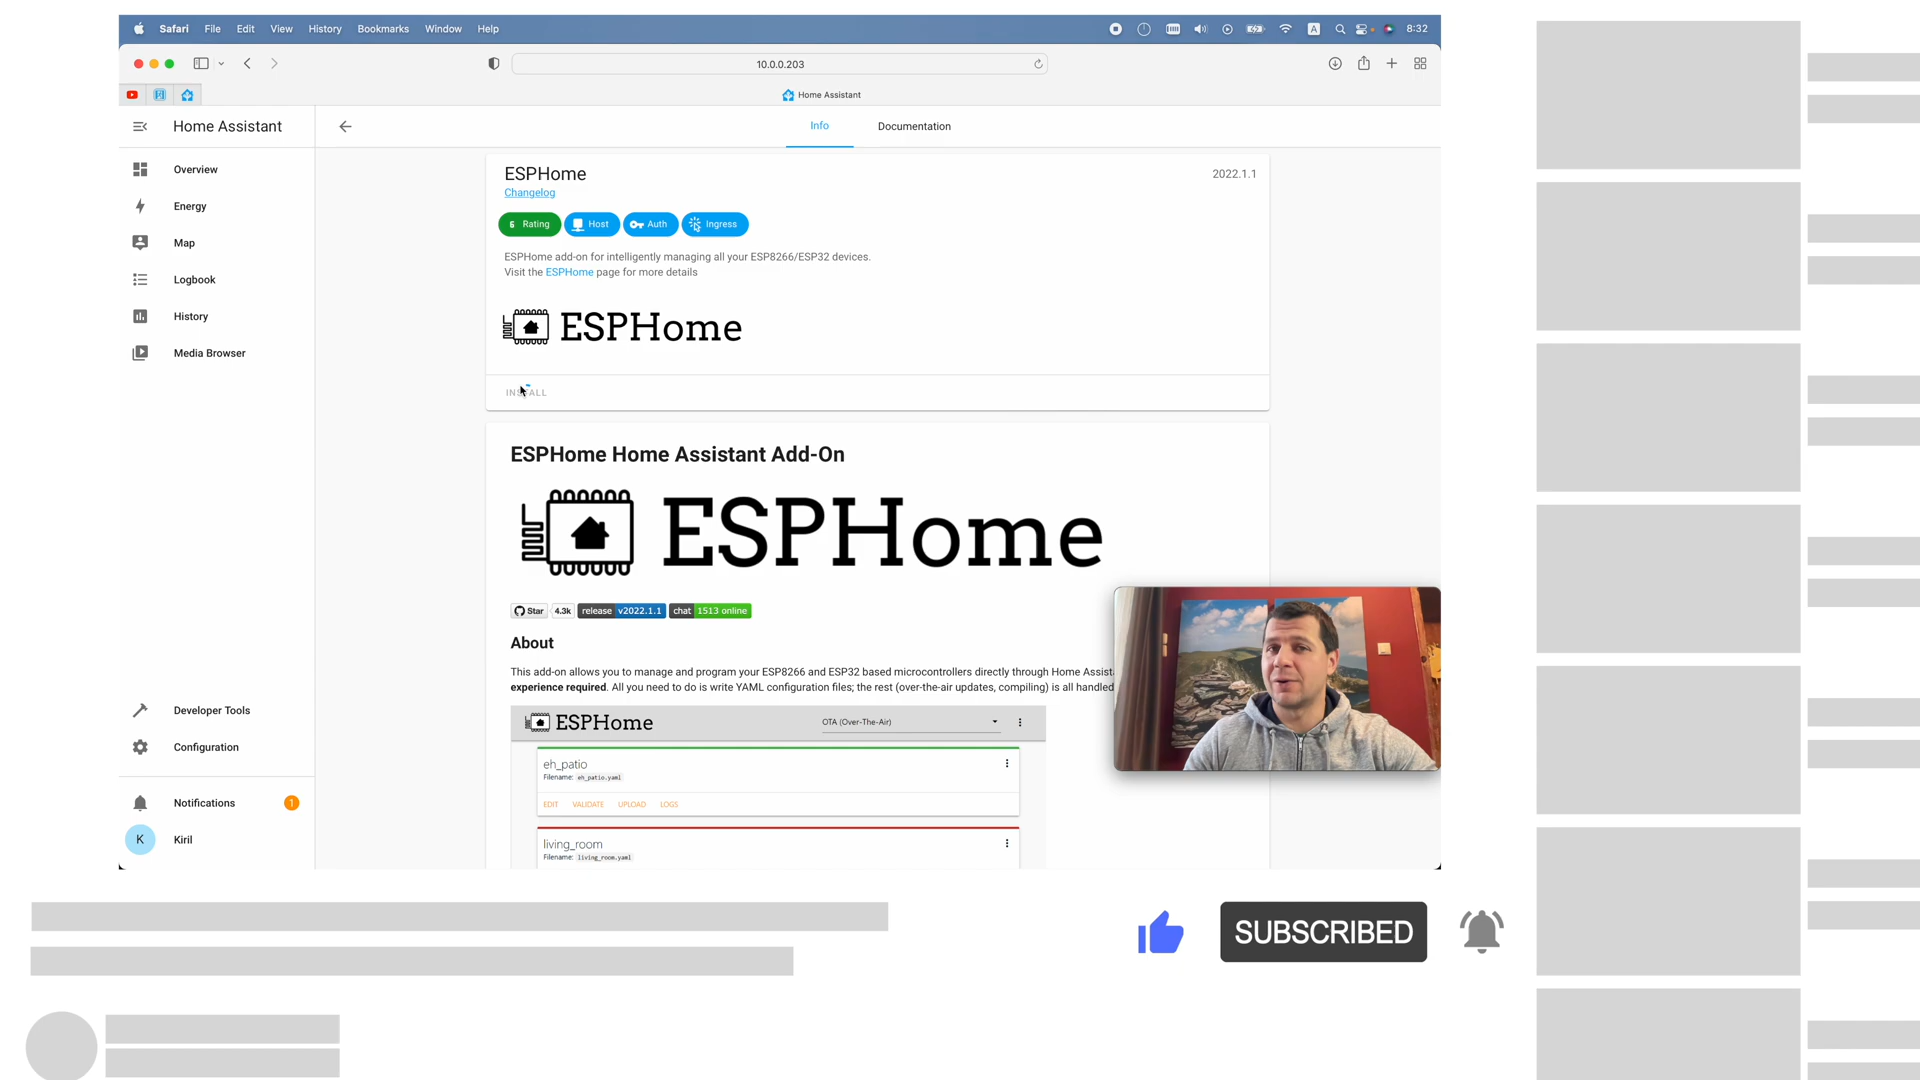 Safari File Edit View History Bookmarks Window Help A 8:32
10.0.0.203
Home Assistant
Home Assistant
Info Documentation
Overview
Energy
Map
Logbook
History
Media Browser
Developer Tools
Configuration
Notifications 1
K Kiril
ESPHome 2022.1.1
Changelog
6 Rating Host Auth Ingress
ESPHome add-on for intelligently managing all your ESP8266/ESP32 devices.
Visit the ESPHome page for more details
ESPHome
INSTALL
ESPHome Home Assistant Add-On
ESPHome
Star 4.3k release v2022.1.1 chat 1513 online
About
This add-on allows you to manage and program your ESP8266 and ESP32 based microcontrollers directly through Home Assist
experience required. All you need to do is write YAML configuration files; the rest (over-the-air updates, compiling) is all handled
ESPHome OTA (Over-The-Air)
eh_patio
Filename: eh_patio.yaml
EDIT VALIDATE UPLOAD LOGS
living_room
Filename: living_room.yaml
SUBSCRIBED